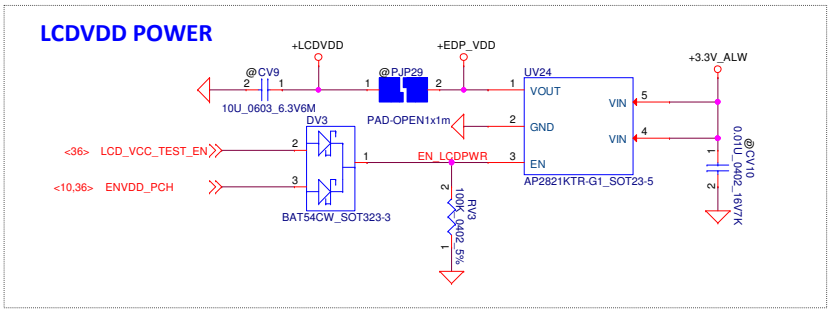 LCDVDD POWER
+LCDVDD
+EDP_VDD
+3.3V_ALW
@CV9
2
1
10U_0603_6.3V6M
@PJP29
1
2
PAD-OPEN1x1m
UV24
1
VOUT
VIN
5
2
GND
VIN
4
3
EN
AP2821KTR-G1_SOT23-5
1
2
@CV10
0.01U_0402_16V7K
DV3
<36> LCD_VCC_TEST_EN
2
1
EN_LCDPWR
<10,36> ENVDD_PCH
3
BAT54CW_SOT323-3
2
1
RV3
100K_0402_5%